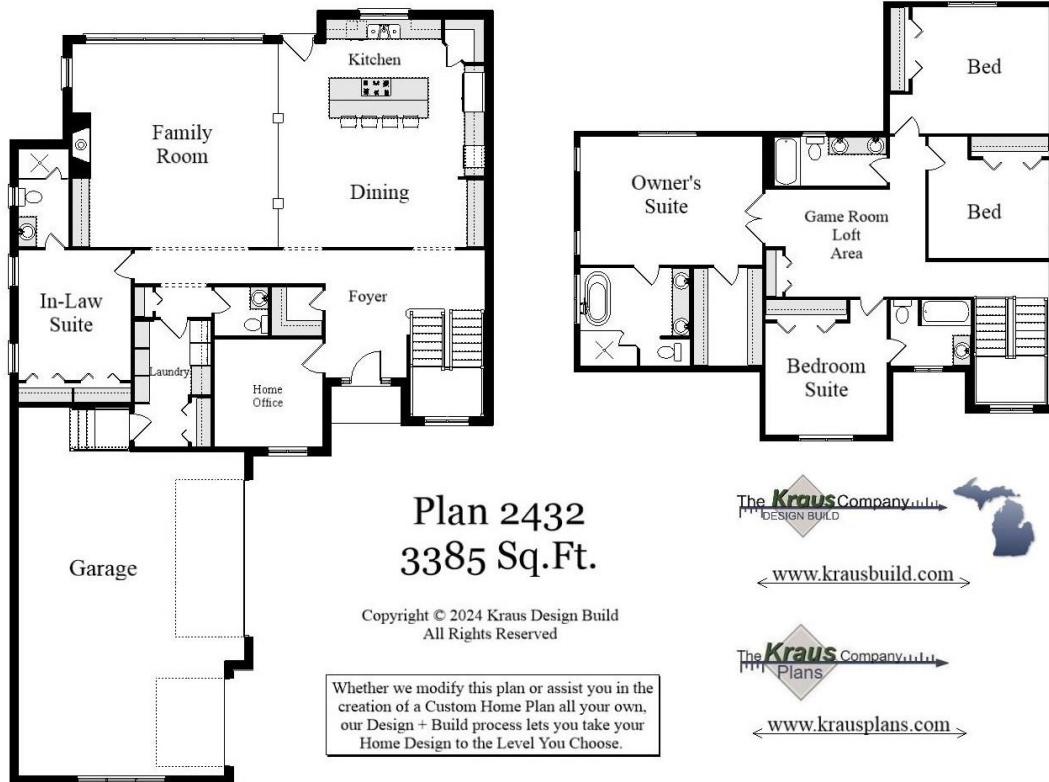 Kitchen
Family
Room
Dining
In-Law
Suite
Foyer
Laundry
Home
Office
Garage
Bed
Owner's
Suite
Bed
Game Room
Loft
Area
Bedroom
Suite
Plan 2432
3385 Sq.Ft.
Copyright © 2024 Kraus Design Build
All Rights Reserved
Whether we modify this plan or assist you in the
creation of a Custom Home Plan all your own,
our Design + Build process lets you take your
Home Design to the Level You Choose.
The Kraus Company
DESIGN BUILD
www.krausbuild.com
The Kraus Company
Plans
www.krausplans.com